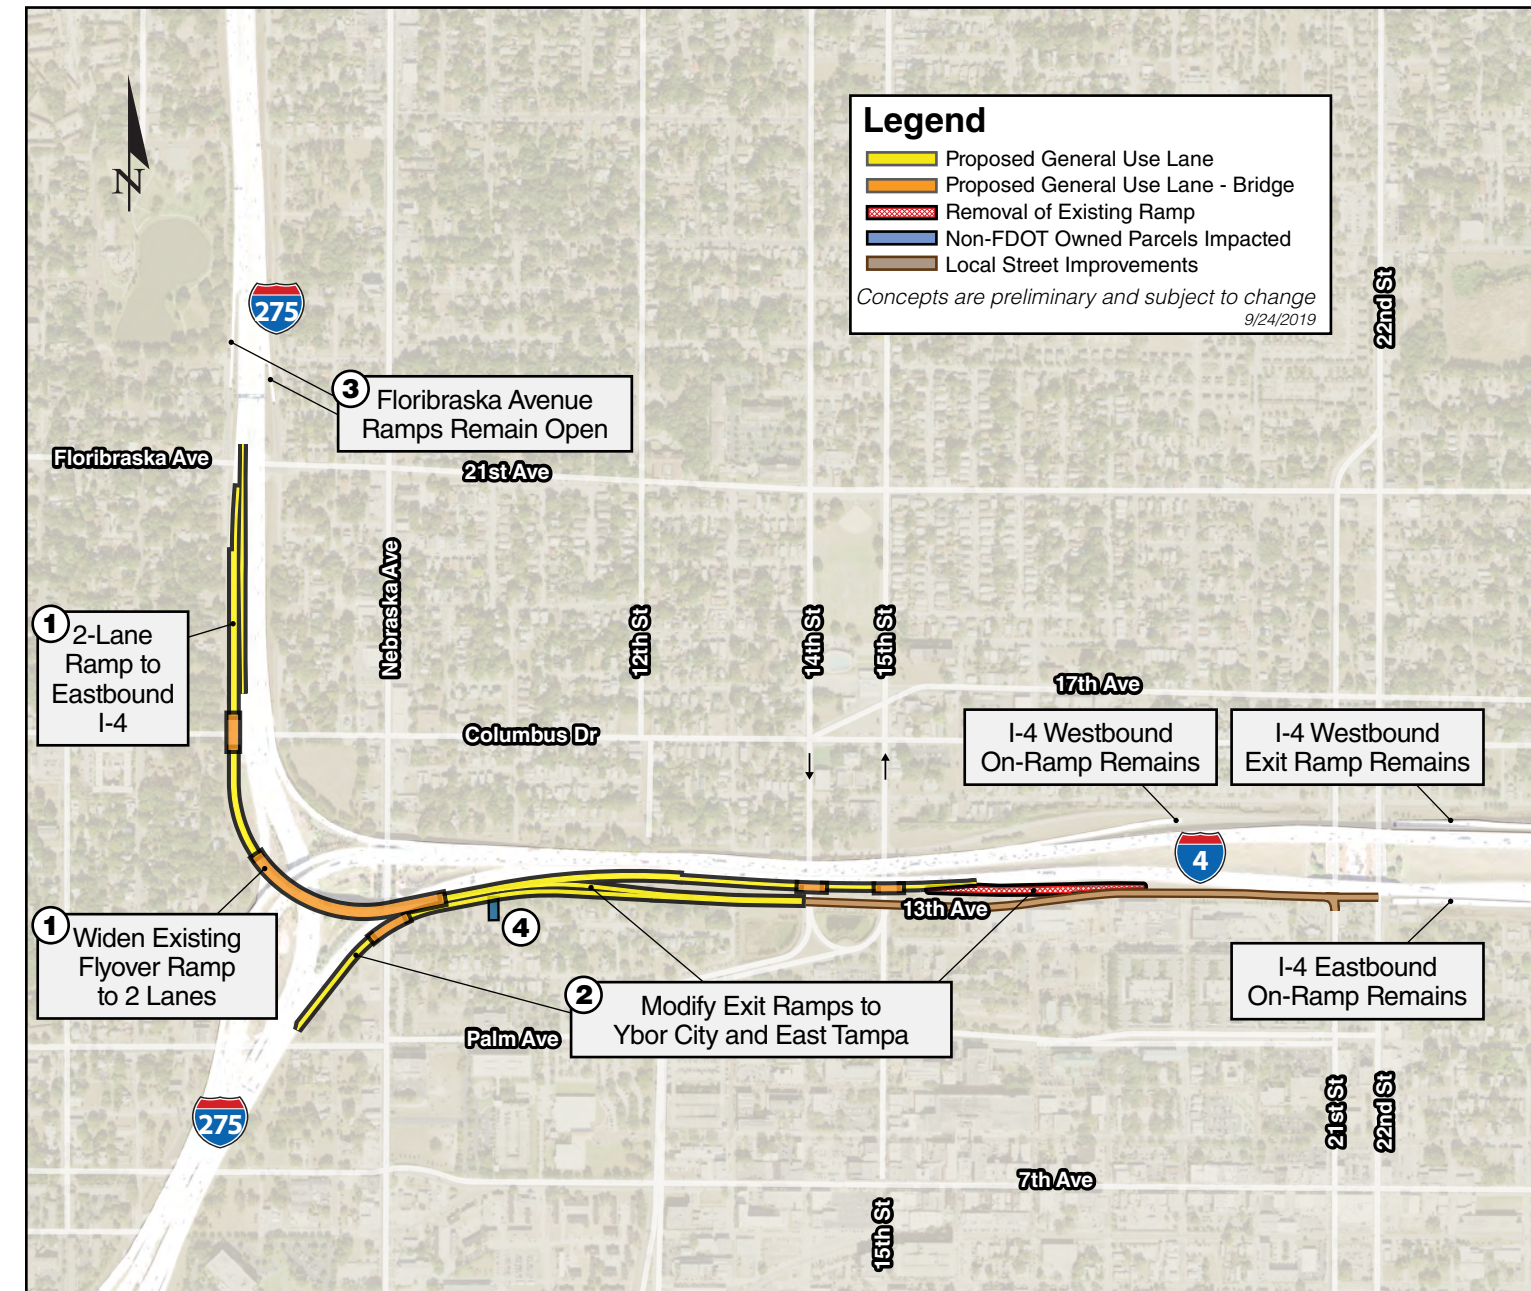 N
Legend
Proposed General Use Lane
Proposed General Use Lane - Bridge
Removal of Existing Ramp
Non-FDOT Owned Parcels Impacted
Local Street Improvements
Concepts are preliminary and subject to change
9/24/2019
22nd St
275
3
Floribraska Avenue
Ramps Remain Open
Floribraska Ave
21st Ave
Nebraska Ave
12th St
14th St
15th St
1
2-Lane
Ramp to
Eastbound
I-4
17th Ave
Columbus Dr
I-4 Westbound
On-Ramp Remains
I-4 Westbound
Exit Ramp Remains
4
13th Ave
1
Widen Existing
Flyover Ramp
to 2 Lanes
4
2
Modify Exit Ramps to
Ybor City and East Tampa
I-4 Eastbound
On-Ramp Remains
Palm Ave
275
21st St
22nd St
7th Ave
15th St